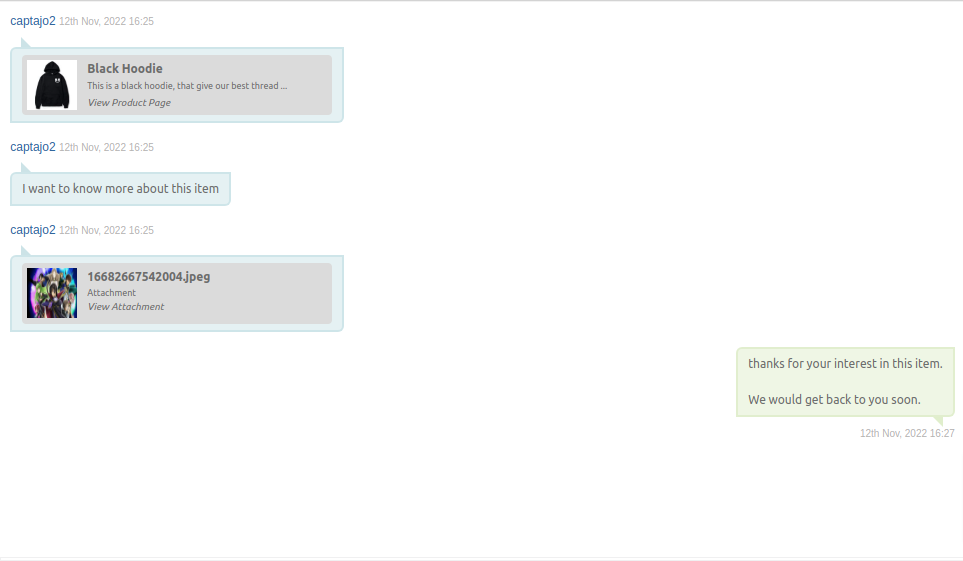 captajo2 12th Nov, 2022 16:25
Black Hoodie
This is a black hoodie, that give our best thread ...
View Product Page
captajo2 12th Nov, 2022 16:25
I want to know more about this item
captajo2 12th Nov, 2022 16:25
16682667542004.jpeg
Attachment
View Attachment
thanks for your interest in this item.
We would get back to you soon.
12th Nov, 2022 16:27